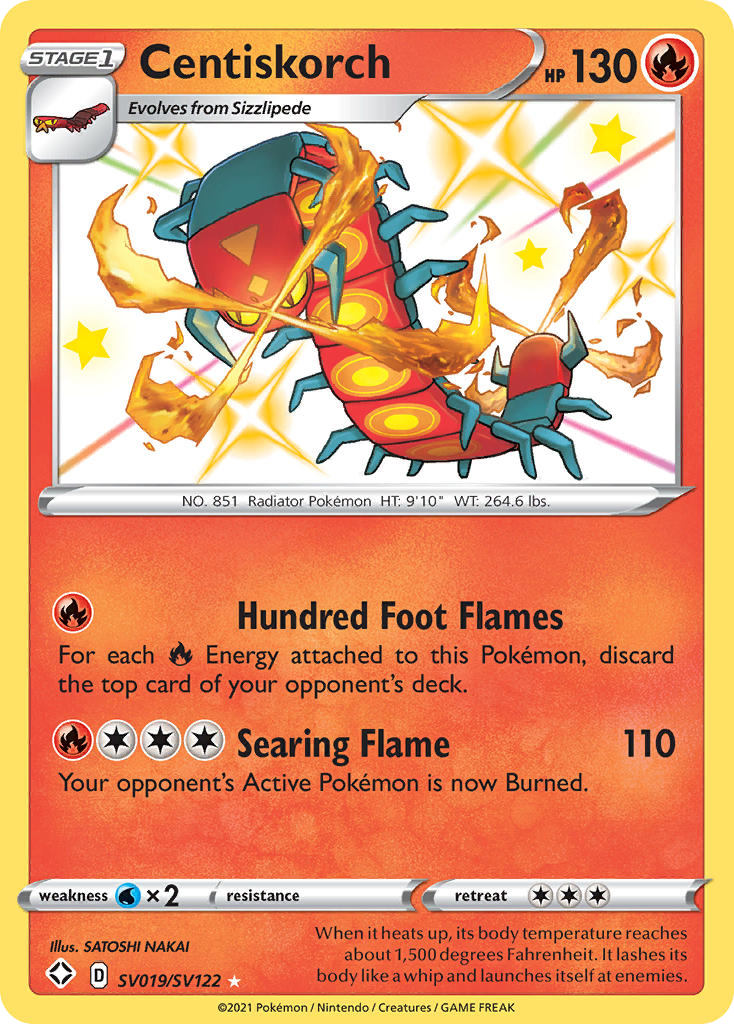 STAGE1
Centiskorch
HP 130
Evolves from Sizzlipede
NO. 851 Radiator Pokémon HT: 9'10" WT: 264.6 lbs.
Hundred Foot Flames
For each Energy attached to this Pokémon, discard
the top card of your opponent's deck.
Searing Flame 110
Your opponent's Active Pokémon is now Burned.
weakness ×2 resistance retreat
Illus. SATOSHI NAKAI
When it heats up, its body temperature reaches
about 1,500 degrees Fahrenheit. It lashes its
body like a whip and launches itself at enemies.
D SV019/SV122
©2021 Pokémon / Nintendo / Creatures / GAME FREAK